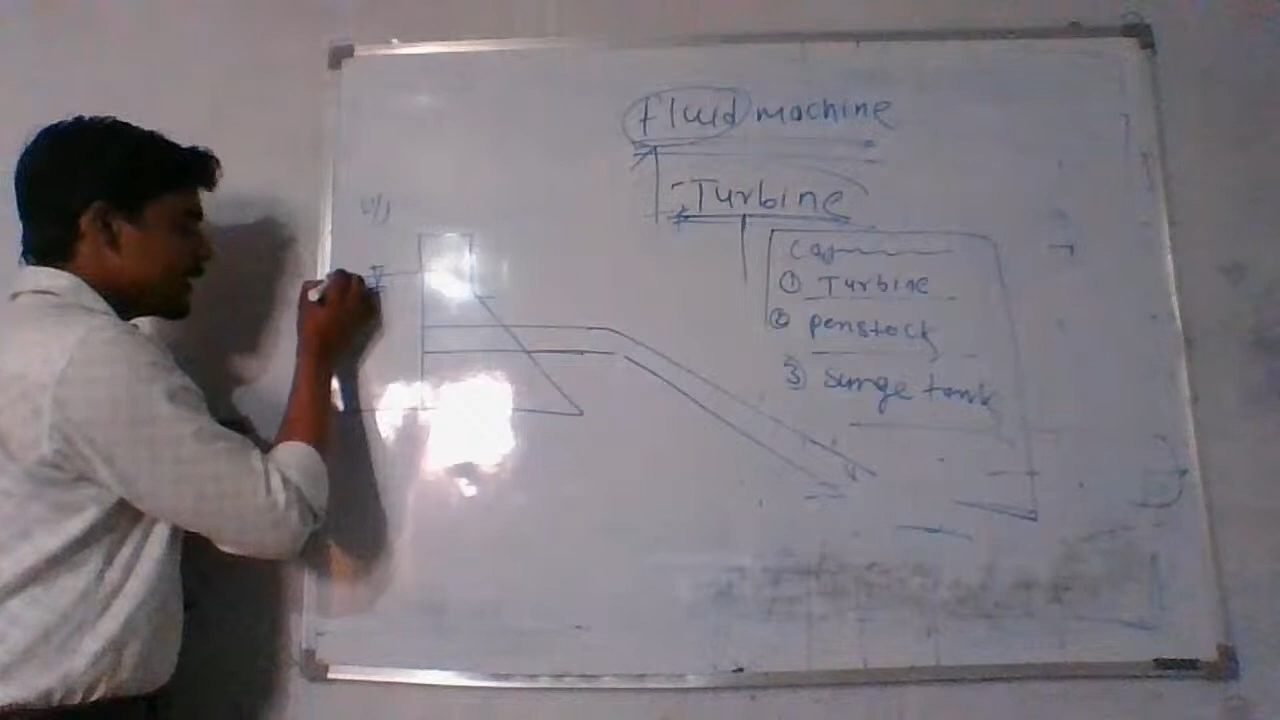 fluid machine
Turbine
① Turbine
② penstock
③ surge tank